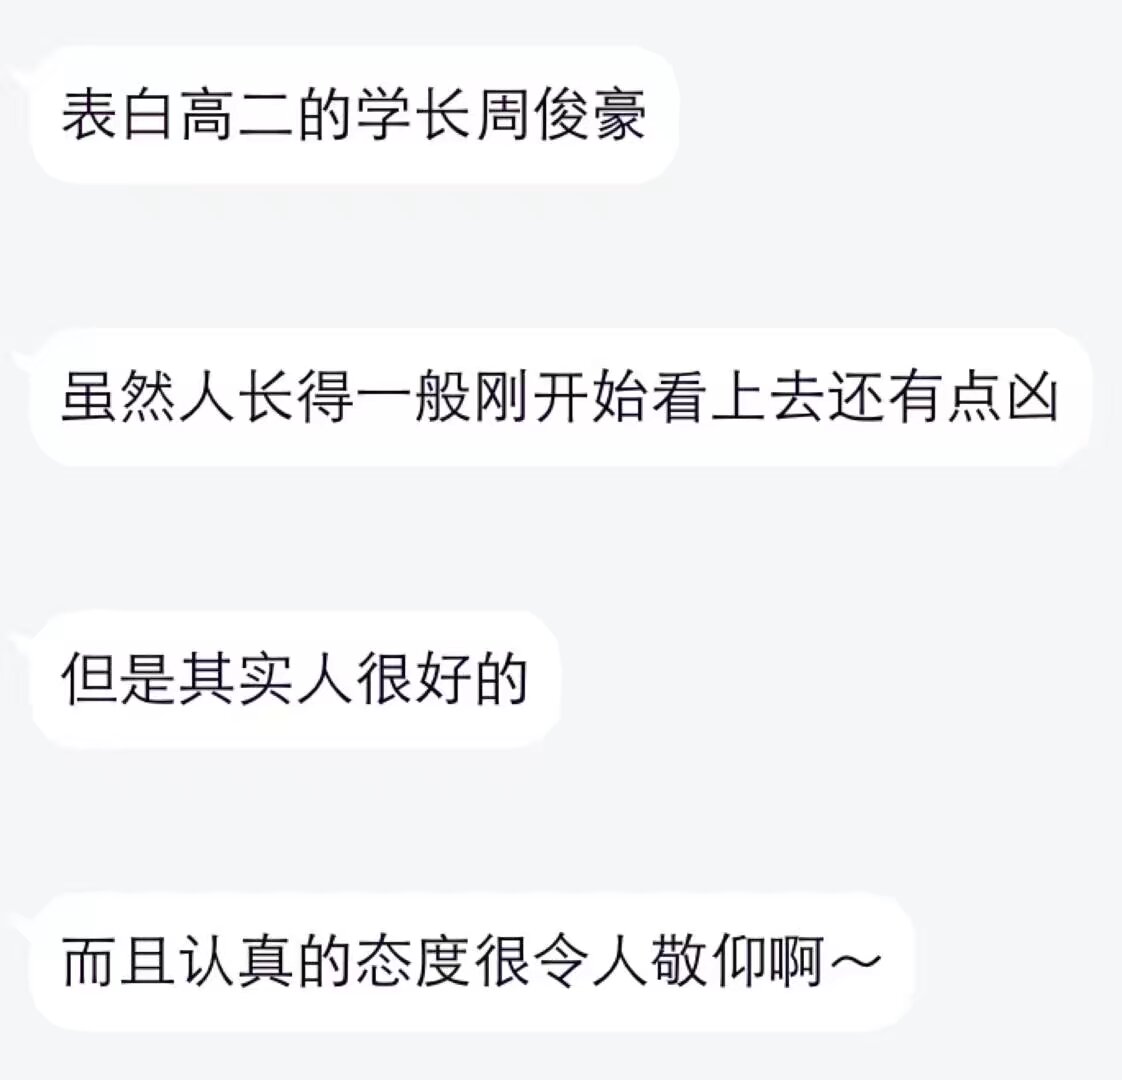 表白高二的学长周俊豪
虽然人长得一般刚开始看上去还有点凶
但是其实人很好的
而且认真的态度很令人敬仰啊～